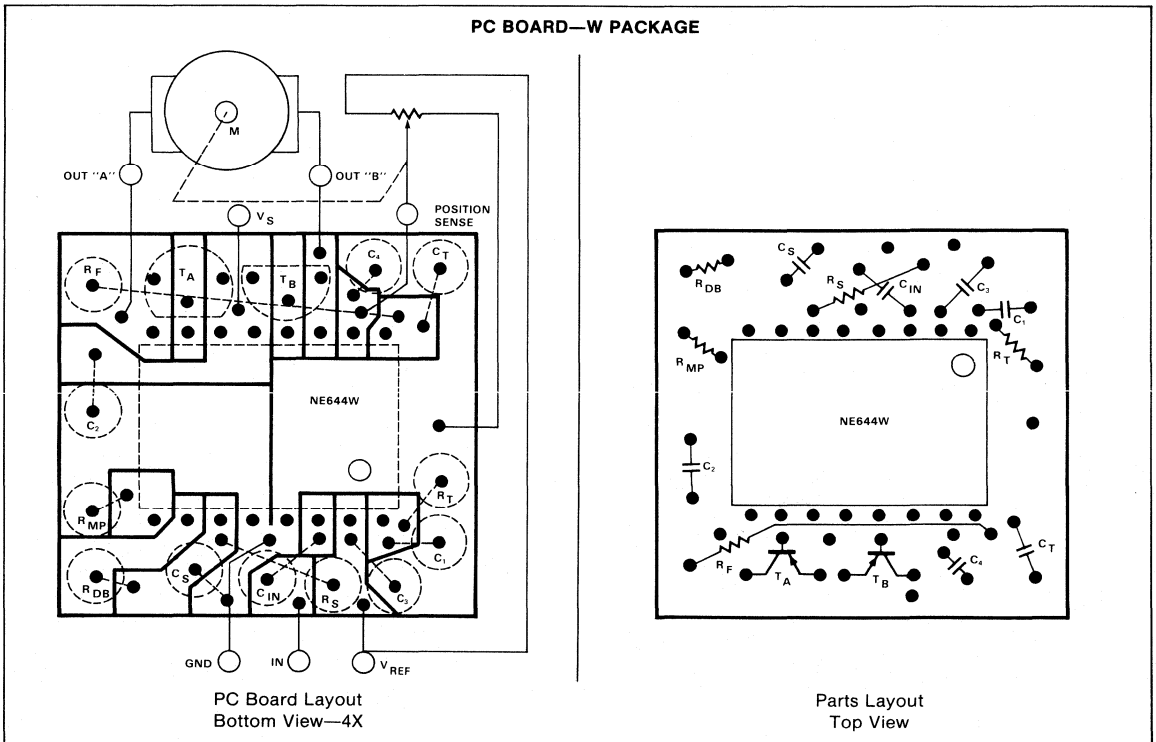 PC BOARD—W PACKAGE
M
OUT "A"
OUT "B"
VS
POSITION
SENSE
RF
TA
TB
C4
CT
NE644W
C2
RT
RMP
C1
RDB
CS
CIN
RS
C3
GND
IN
VREF
PC Board Layout
Bottom View—4X
CS
RDB
RS
CIN
C3
C1
RMP
RT
NE644W
C2
RF
TA
TB
C4
CT
Parts Layout
Top View